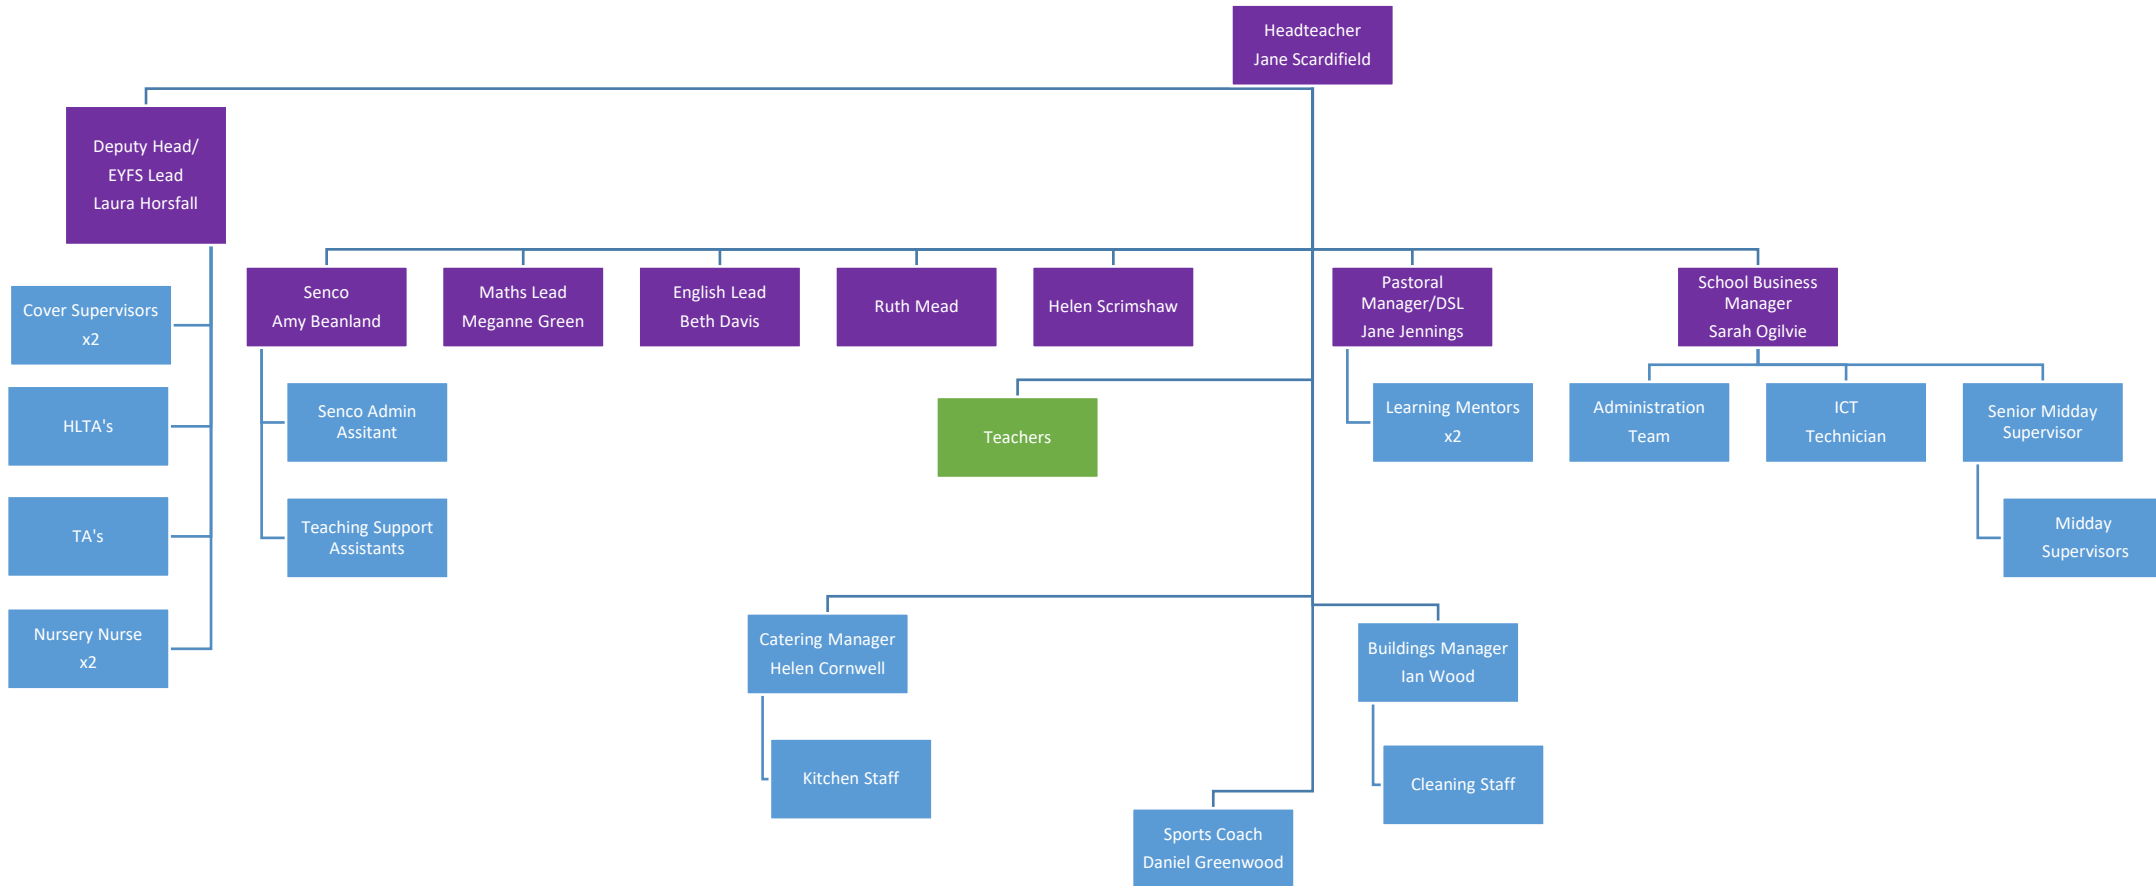 Headteacher
Jane Scardifield
Deputy Head/
EYFS Lead
Laura Horsfall
Cover Supervisors
x2
HLTA's
TA's
Nursery Nurse
x2
Senco
Amy Beanland
Senco Admin
Assitant
Teaching Support
Assistants
Maths Lead
Meganne Green
English Lead
Beth Davis
Ruth Mead
Helen Scrimshaw
Pastoral
Manager/DSL
Jane Jennings
Learning Mentors
x2
School Business
Manager
Sarah Ogilvie
Administration
Team
ICT
Technician
Senior Midday
Supervisor
Midday
Supervisors
Teachers
Catering Manager
Helen Cornwell
Kitchen Staff
Buildings Manager
Ian Wood
Cleaning Staff
Sports Coach
Daniel Greenwood